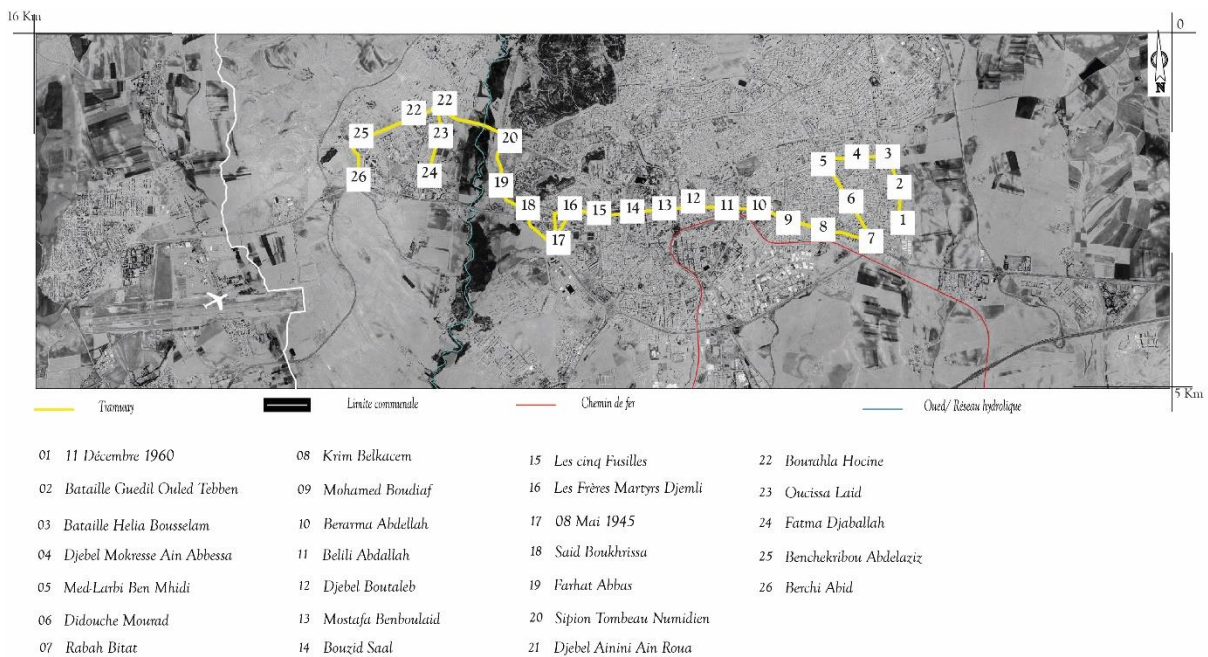 16 Km
0
N
22
22
25
23
20
26
24
19
18
16
17
15
14
13
12
11
10
9
8
7
6
5
4
3
2
1
5 Km
Tramway
Limite communale
Chemin de fer
Oued/ Réseau hydrolique
01 11 Décembre 1960
02 Bataille Guedil Ouled Tebben
03 Bataille Helia Bousselam
04 Djebel Mokresse Ain Abbessa
05 Med-Larbi Ben Mhidi
06 Didouche Mourad
07 Rabah Bitat
08 Krim Belkacem
09 Mohamed Boudiaf
10 Berarma Abdellah
11 Belili Abdallah
12 Djebel Boutaleb
13 Mostafa Benboulaid
14 Bouzid Saal
15 Les cinq Fusilles
16 Les Frères Martyrs Djemli
17 08 Mai 1945
18 Said Boukhrissa
19 Farhat Abbas
20 Sipion Tombeau Numidien
21 Djebel Ainini Ain Roua
22 Bourahla Hocine
23 Oucissa Laid
24 Fatma Djaballah
25 Benchekribou Abdelaziz
26 Berchi Abid